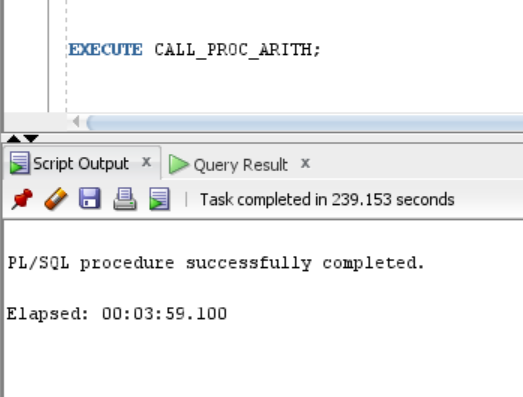 EXECUTE CALL_PROC_ARITH;
Script Output x Query Result x
Task completed in 239.153 seconds
PL/SQL procedure successfully completed.
Elapsed: 00:03:59.100